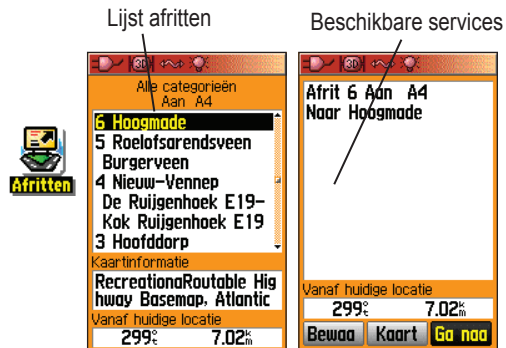 Lijst afritten
Beschikbare services
Afritten
3D
Alle categorieën
Aan A4
6 Hoogmade
5 Roelofsarendsveen
Burgerveen
4 Nieuw-Vennep
De Ruijgenhoek E19-
Kok Ruijgenhoek E19
3 Hoofddorp
Kaartinformatie
RecreationaRoutable Hig
hway Basemap, Atlantic
Vanaf huidige locatie
299°t 7.02km
3D
Afrit 6 Aan A4
Naar Hoogmade
Vanaf huidige locatie
299°t 7.02km
Bewaa Kaart Ga naa